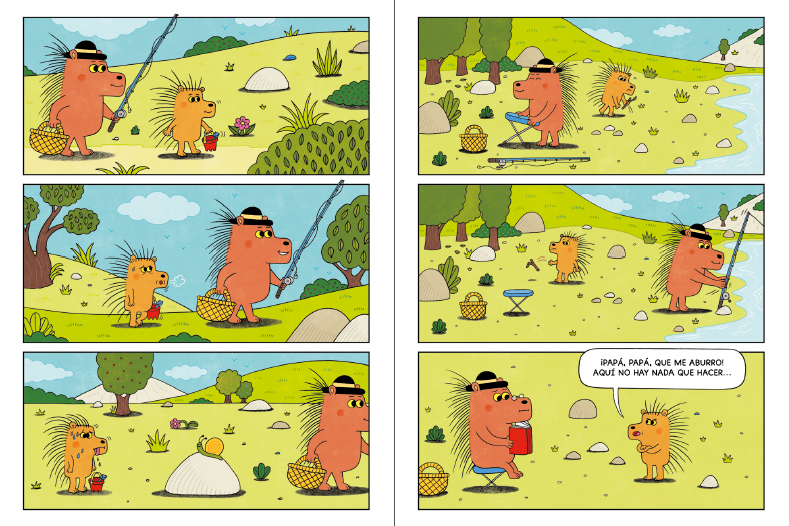 ¡PAPÁ, PAPÁ, QUE ME ABURRO!
AQUÍ NO HAY NADA QUE HACER...